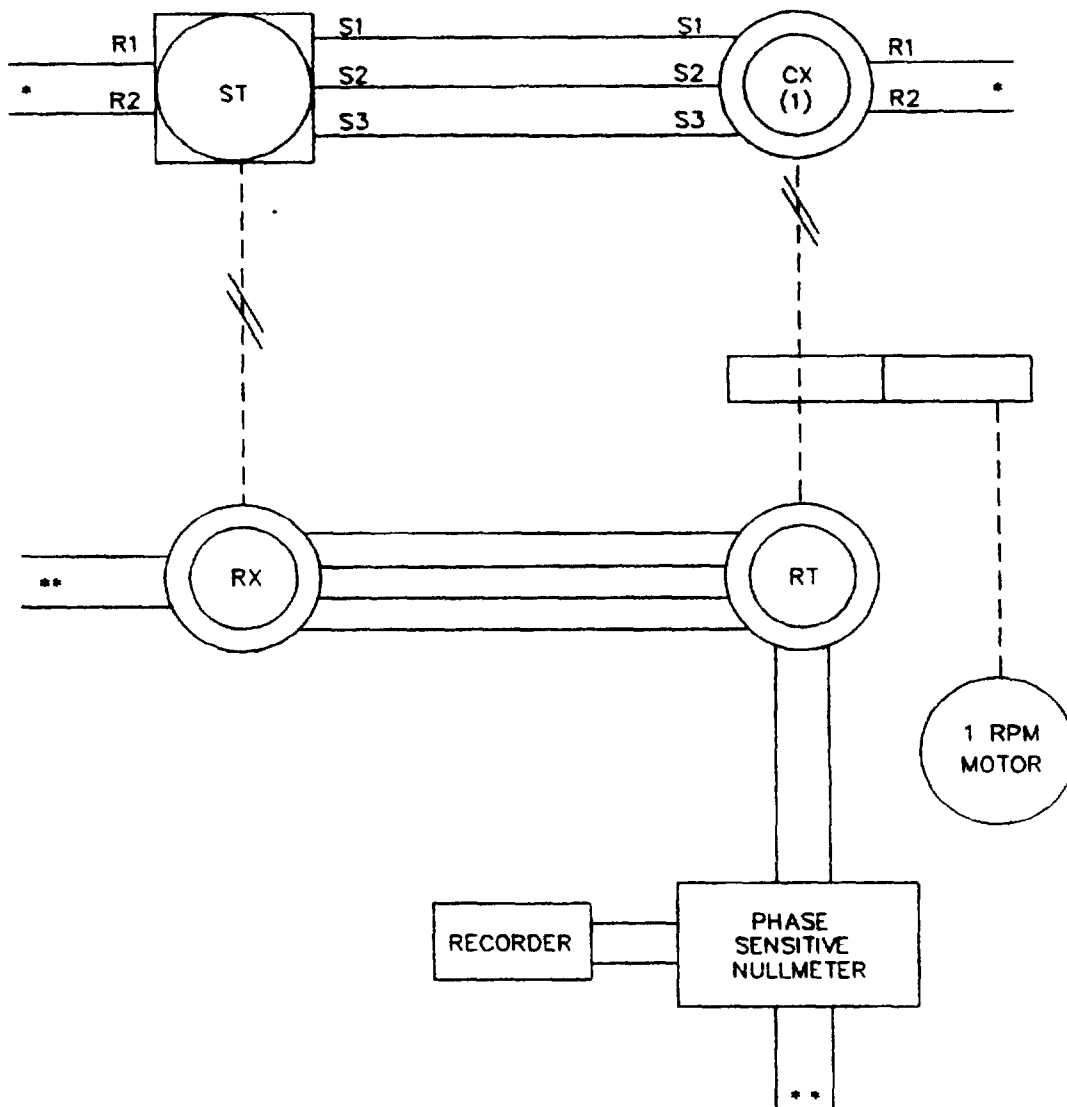 R1
S1
S1
R1
*
ST
S2
S2
CX
(1)
*
R2
R2
S3
S3
**
RX
RT
1 RPM
MOTOR
RECORDER
PHASE
SENSITIVE
NULLMETER
* *